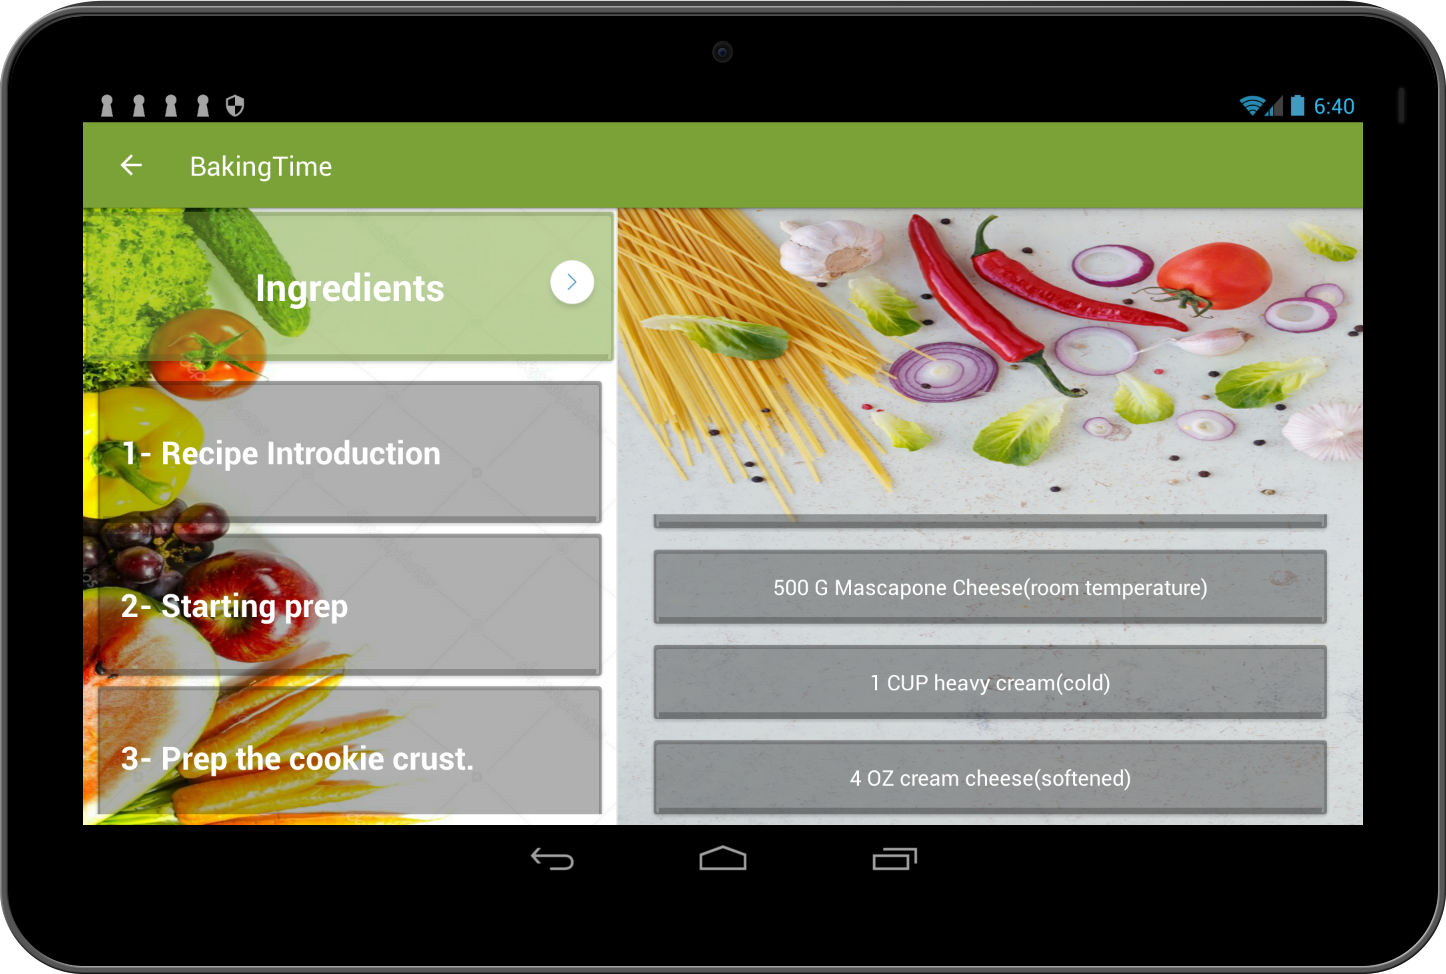 6:40
BakingTime
Ingredients
1- Recipe Introduction
2- Starting prep
3- Prep the cookie crust.
500 G Mascapone Cheese(room temperature)
1 CUP heavy cream(cold)
4 OZ cream cheese(softened)